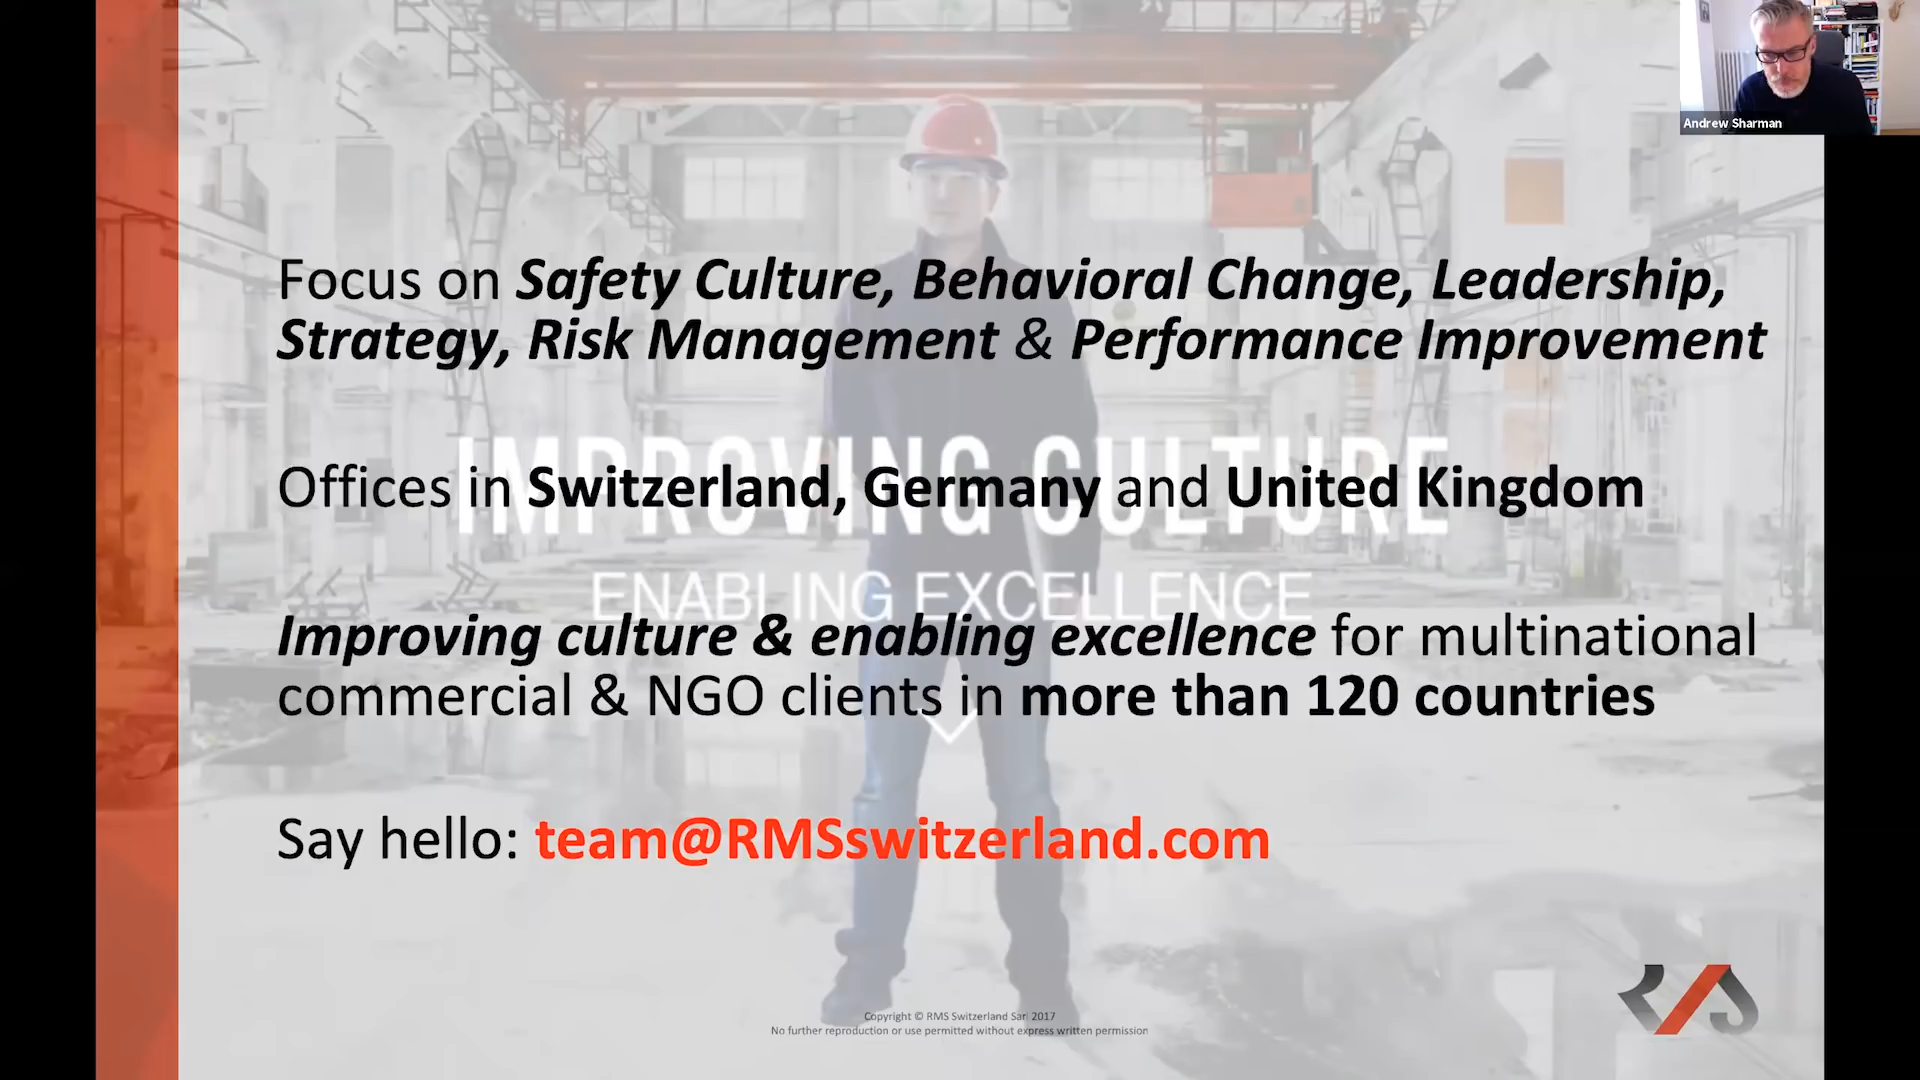 Andrew Sharman
Focus on Safety Culture, Behavioral Change, Leadership,
Strategy, Risk Management & Performance Improvement
IMPROVING CULTURE
Offices in Switzerland, Germany and United Kingdom
ENABLING EXCELLENCE
Improving culture & enabling excellence for multinational
commercial & NGO clients in more than 120 countries
Say hello: team@RMSswitzerland.com
Copyright © RMS Switzerland Sarl 2017
No further reproduction or use permitted without express written permission